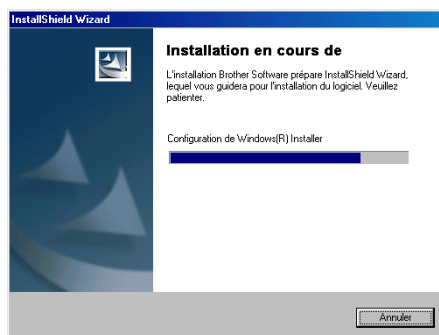 InstallShield Wizard
Installation en cours de
L'installation Brother Software prépare InstallShield Wizard,
lequel vous guidera pour l'installation du logiciel. Veuillez
patienter.
Configuration de Windows(R) Installer
Annuler